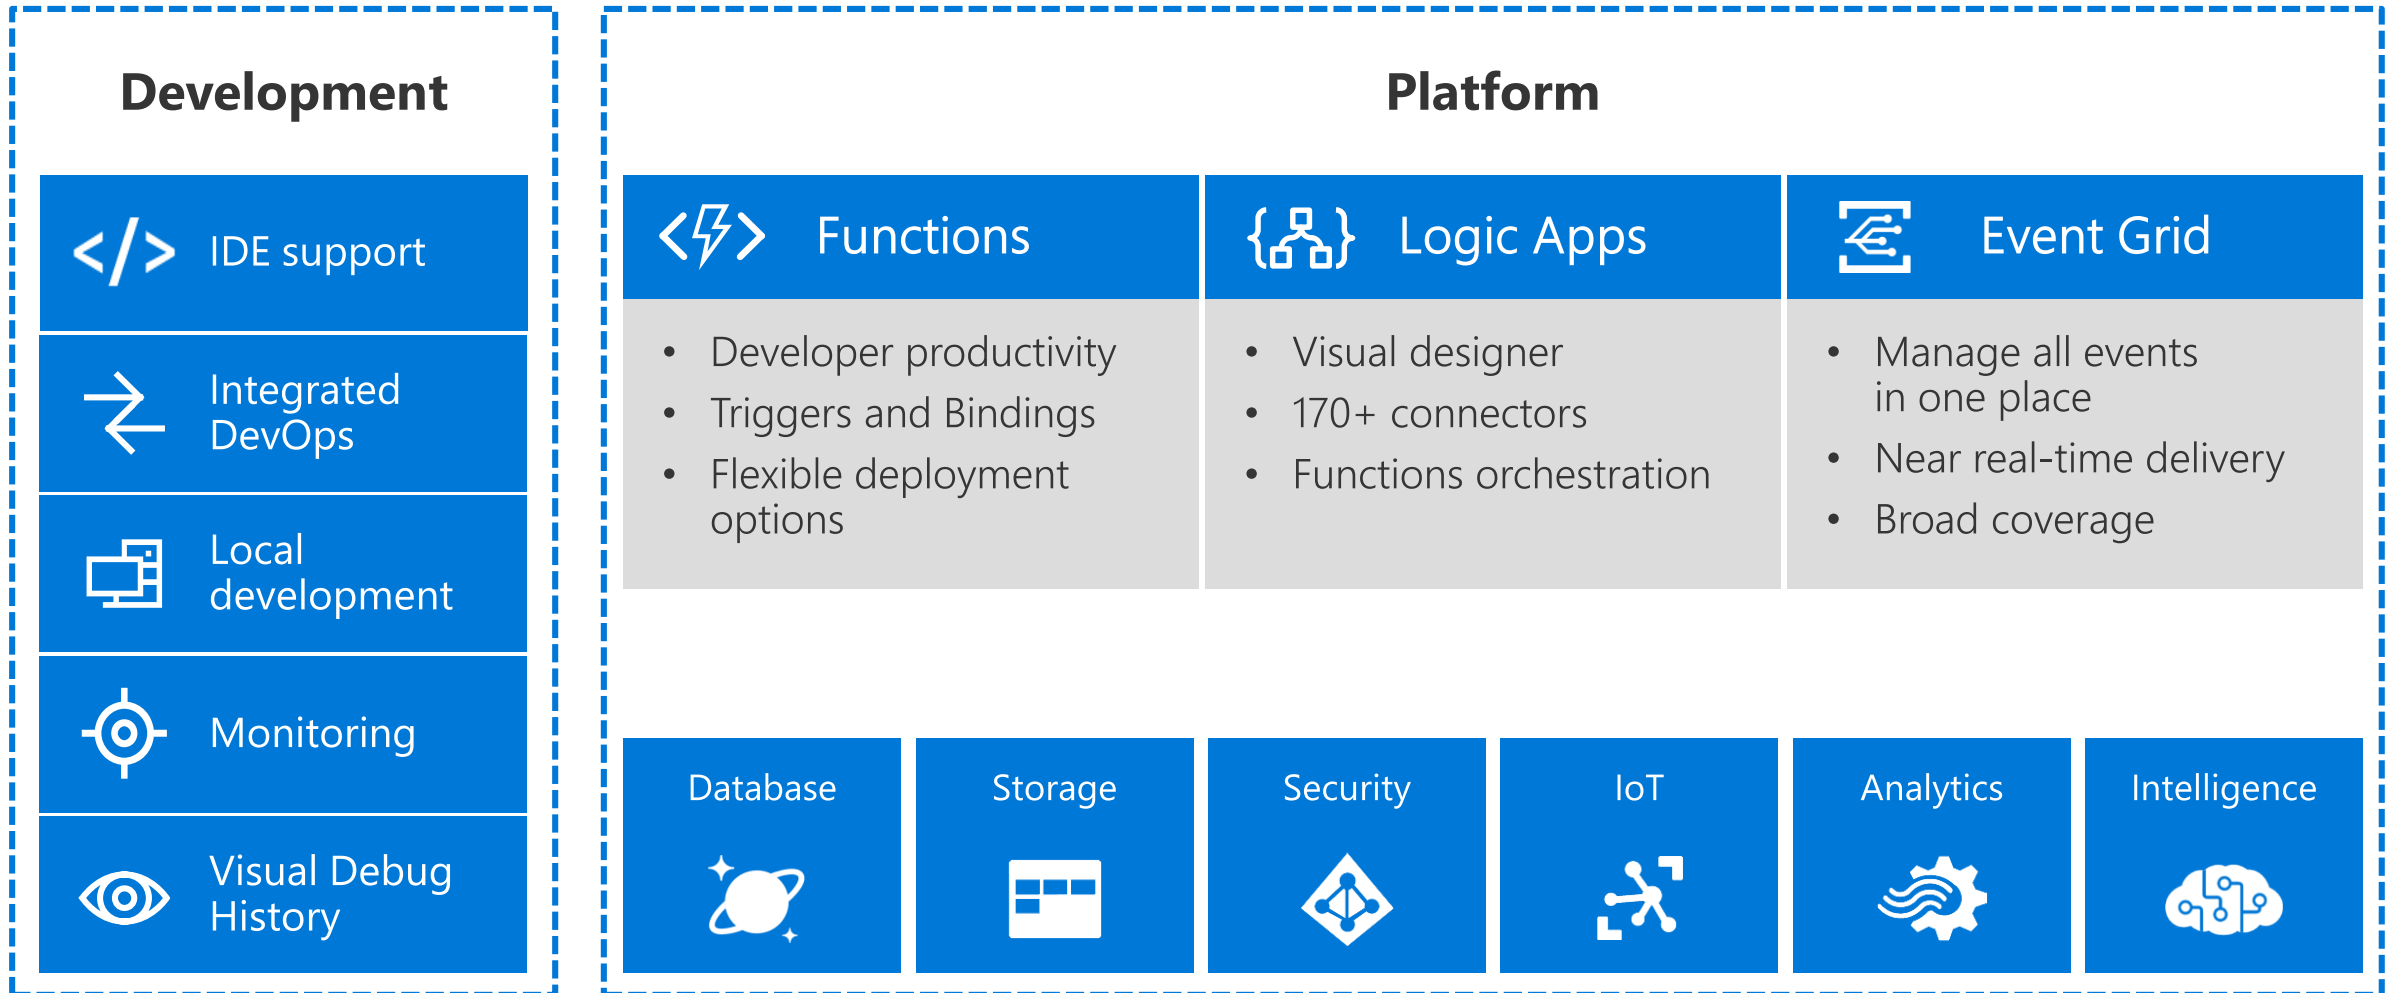 Development
IDE support
Integrated
DevOps
Local
development
Monitoring
Visual Debug
History
Platform
Functions
• Developer productivity
• Triggers and Bindings
• Flexible deployment
options
Logic Apps
• Visual designer
• 170+ connectors
• Functions orchestration
Event Grid
• Manage all events
in one place
• Near real-time delivery
• Broad coverage
Database
Storage
Security
IoT
Analytics
Intelligence